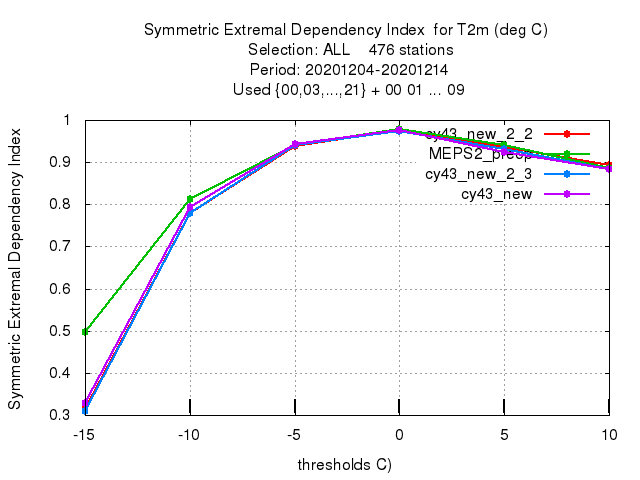 Symmetric Extremal Dependency Index for T2m (deg C)
Selection: ALL 476 stations
Period: 20201204-20201214
Used {00,03,...,21} + 00 01 ... 09
Symmetric Extremal Dependency Index
1
0.9
0.8
0.7
0.6
0.5
0.4
0.3
cy43_new_2_2
MEPS2_preop
cy43_new_2_3
cy43_new
-15 -10 -5 0 5 10
thresholds C)